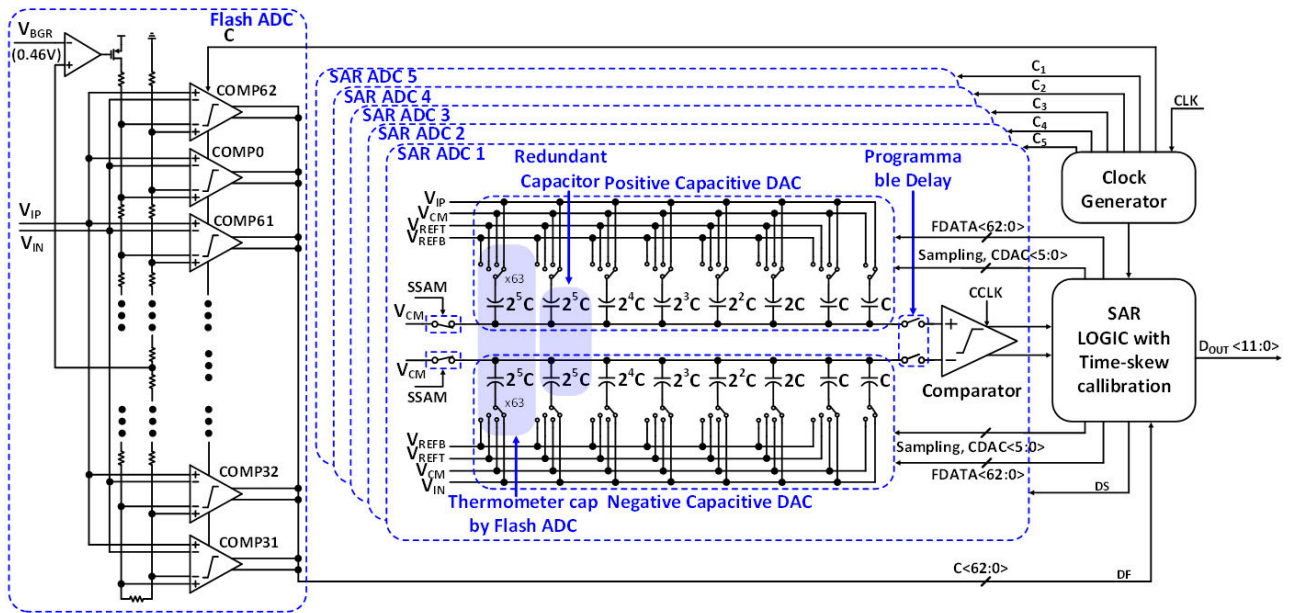 Flash ADC
V_BGR
(0.46V)
C
COMP62
COMP0
COMP61
V_IP
V_IN
COMP32
COMP31
SAR ADC 5
SAR ADC 4
SAR ADC 3
SAR ADC 2
SAR ADC 1
C_1
C_2
C_3
C_4
C_5
CLK
Clock
Generator
Redundant
Capacitor
Positive Capacitive DAC
Programma
ble Delay
V_IP
V_CM
V_REFT
V_REFB
x63
2^5C
2^5C
2^4C
2^3C
2^2C
2C
C
C
SSAM
V_CM
FDATA<62:0>
Sampling, CDAC<5:0>
CCLK
Comparator
SAR
LOGIC with
Time-skew
callibration
D_OUT <11:0>
V_CM
SSAM
2^5C
2^5C
2^4C
2^3C
2^2C
2C
C
C
x63
V_REFB
V_REFT
V_CM
V_IN
Sampling, CDAC<5:0>
FDATA<62:0>
Thermometer cap
by Flash ADC
Negative Capacitive DAC
DS
C<62:0>
DF